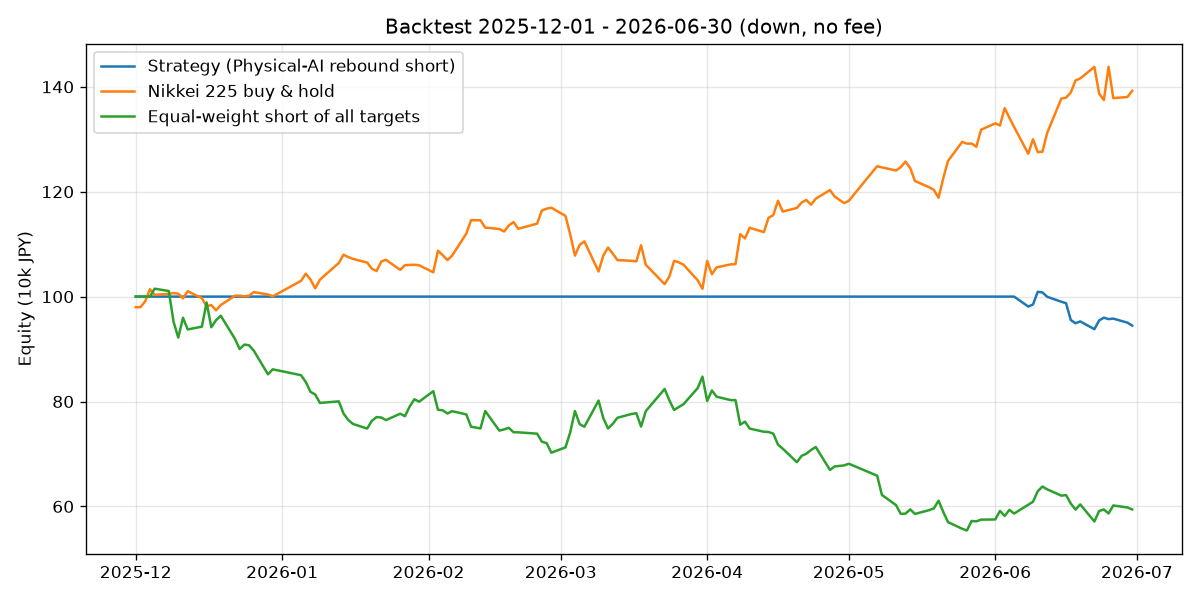 Backtest 2025-12-01 - 2026-06-30 (down, no fee)
Strategy (Physical-AI rebound short)
Nikkei 225 buy & hold
Equal-weight short of all targets
Equity (10k JPY)
140
120
100
80
60
2025-12
2026-01
2026-02
2026-03
2026-04
2026-05
2026-06
2026-07